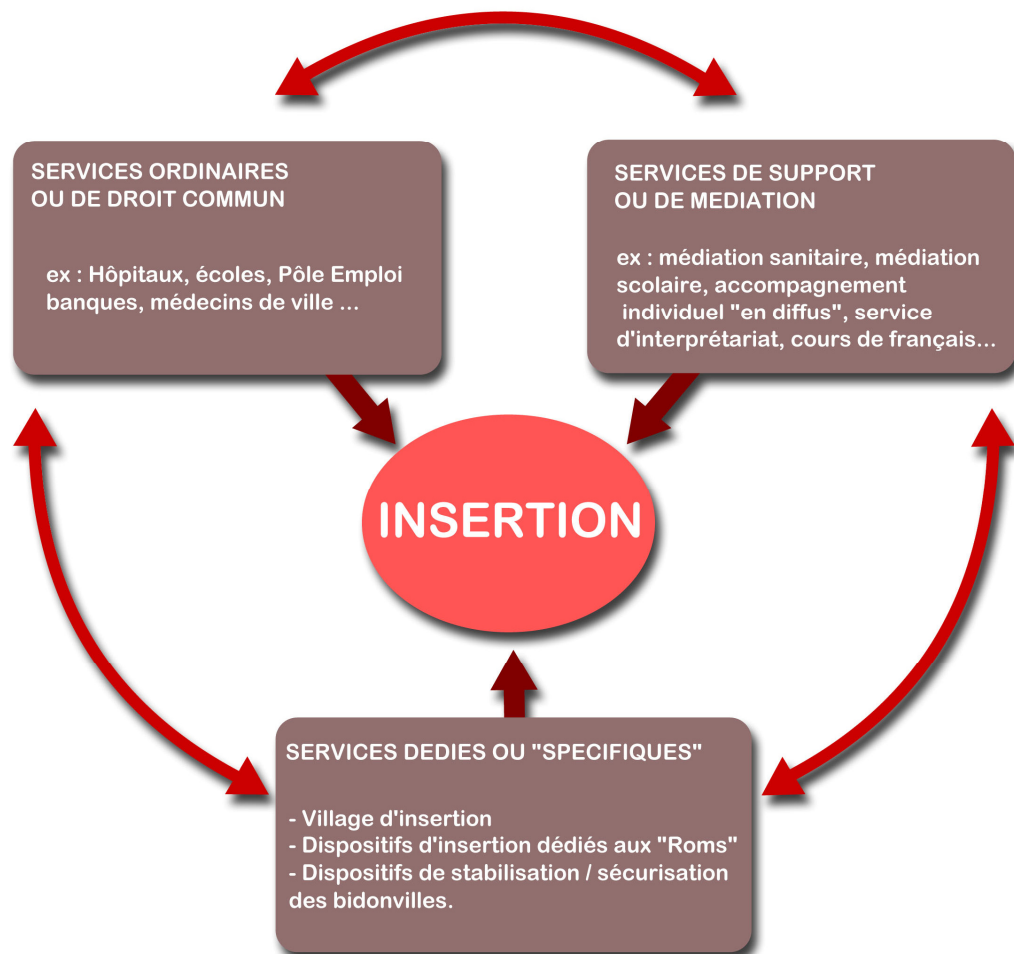 SERVICES ORDINAIRES
OU DE DROIT COMMUN
ex : Hôpitaux, écoles, Pôle Emploi
banques, médecins de ville ...
SERVICES DE SUPPORT
OU DE MEDIATION
ex : médiation sanitaire, médiation
scolaire, accompagnement
individuel "en diffus", service
d'interprétariat, cours de français...
INSERTION
SERVICES DEDIES OU "SPECIFIQUES"
- Village d'insertion
- Dispositifs d'insertion dédiés aux "Roms"
- Dispositifs de stabilisation / sécurisation
des bidonvilles.